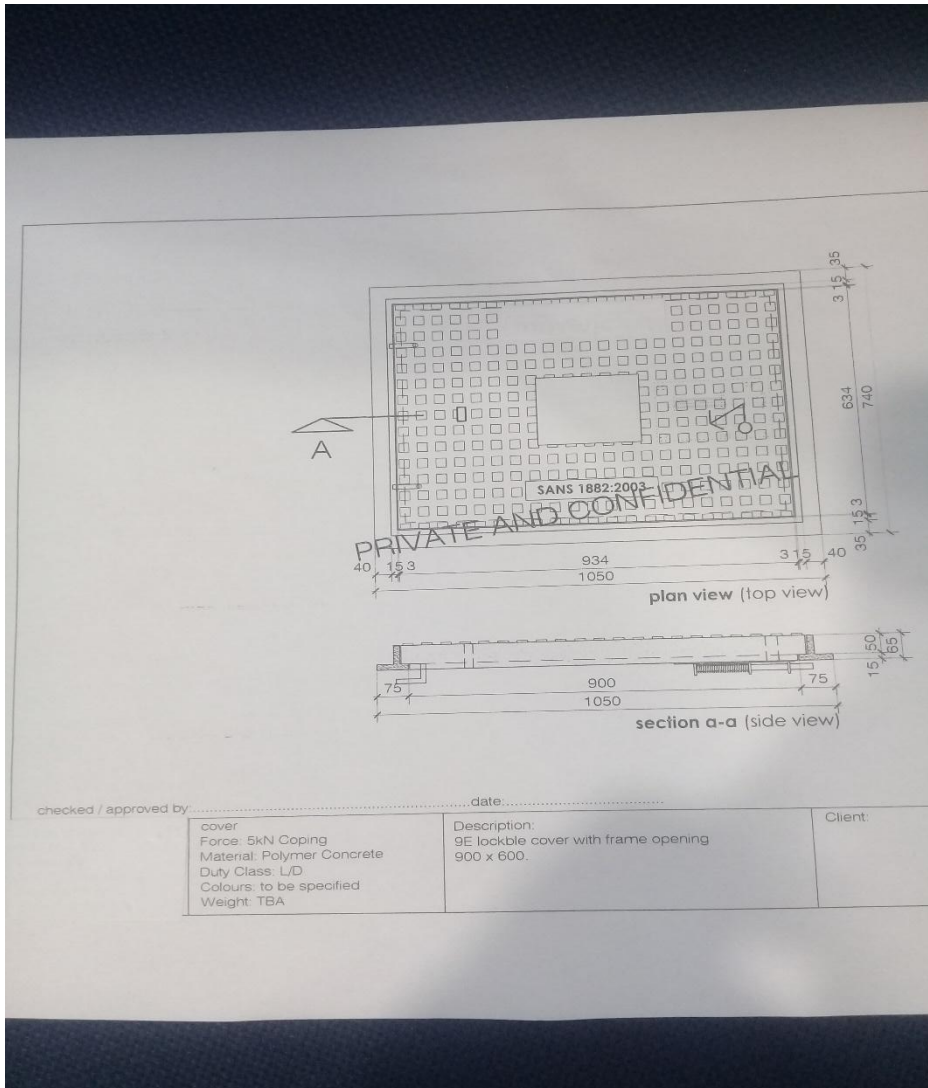 35
3 15
634
740
A
SANS 1882:2003
PRIVATE AND CONFIDENTIAL
15 3
35
40 15 3 934 3 15 40
1050
plan view (top view)
50
65
15
75 900 75
1050
section a-a (side view)
checked / approved by:........................date:........................
cover
Force: 5kN Coping
Material: Polymer Concrete
Duty Class: L/D
Colours: to be specified
Weight: TBA
Description:
9E lockble cover with frame opening
900 x 600.
Client: